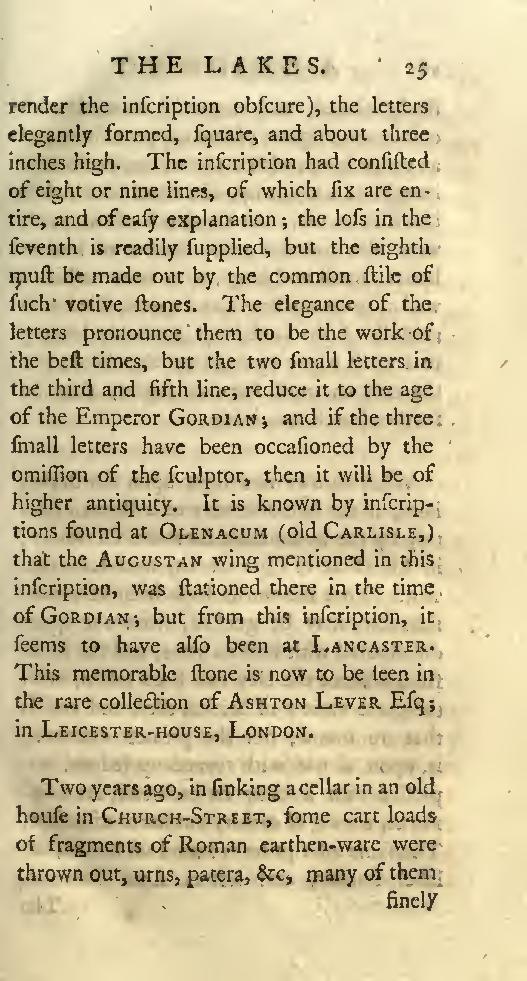 THE LAKES. 25
render the inſcription obſcure), the letters
elegantly formed, ſquare, and about three
inches high. The inſcription had conſiſted
of eight or nine lines, of which ſix are en-
tire, and of eaſy explanation; the loſs in the
ſeventh is readily ſupplied, but the eighth
muſt be made out by the common ſtile of
ſuch votive ſtones. The elegance of the
letters pronounce them to be the work of
the beſt times, but the two ſmall letters in
the third and fifth line, reduce it to the age
of the Emperor GORDIAN; and if the three
ſmall letters have been occaſioned by the
omiſſion of the ſculptor, then it will be of
higher antiquity. It is known by inſcrip-
tions found at OLENACUM (old CARLISLE,)
that the AUGUSTAN wing mentioned in this
inſcription, was ſtationed there in the time
of GORDIAN; but from this inſcription, it
ſeems to have alſo been at LANCASTER.
This memorable ſtone is now to be ſeen in
the rare collection of ASHTON LEVER Eſq;
in LEICESTER-HOUSE, LONDON.
Two years ago, in ſinking a cellar in an old
houſe in CHURCH-STREET, ſome cart loads
of fragments of Roman earthen-ware were
thrown out, urns, patera, &c, many of them
finely